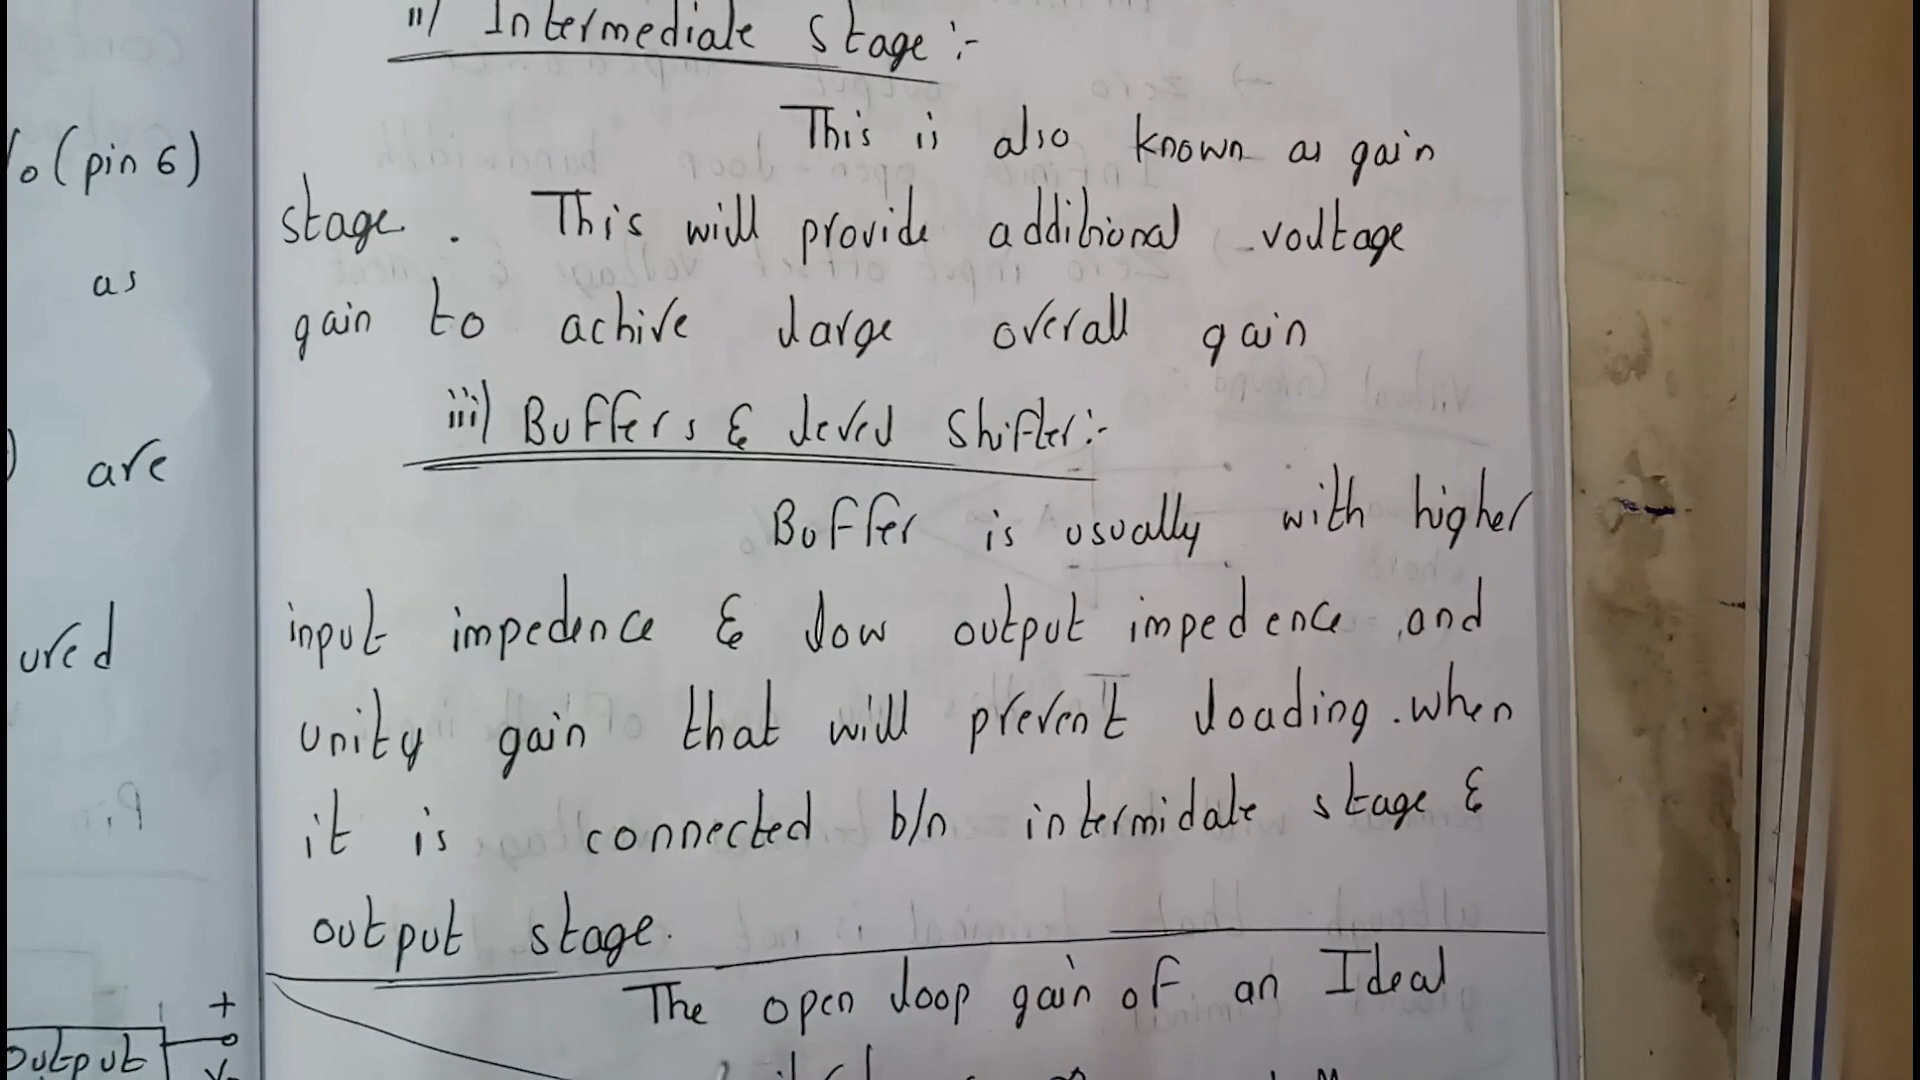 Vo (pin 6)
as
are
ured
+
output
ii) Intermediate Stage :-
This is also known as gain
stage. This will provide additional voltage
gain to achive large overall gain
iii) Buffers & level Shifter:-
Buffer is usually with higher
input impedence & low output impedence and
unity gain that will prevent loading. when
it is connected b/n intermidate stage &
output stage.
The open loop gain of an Ideal